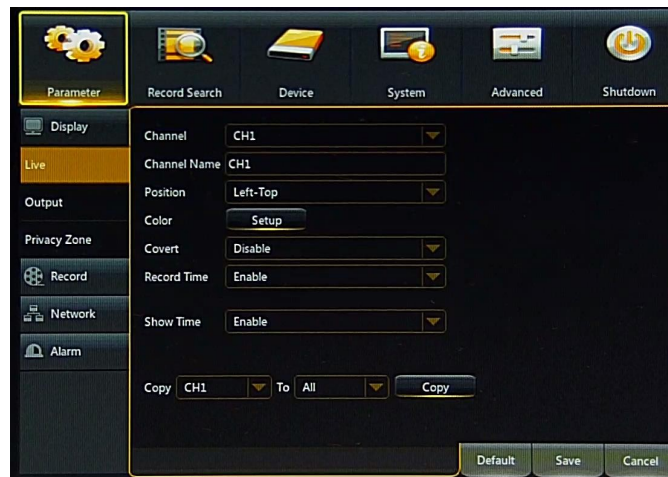 Parameter
Record Search
Device
System
Advanced
Shutdown
Display
Live
Output
Privacy Zone
Record
Network
Alarm
Channel CH1
Channel Name CH1
Position Left-Top
Color Setup
Covert Disable
Record Time Enable
Show Time Enable
Copy CH1 To All Copy
Default Save Cancel